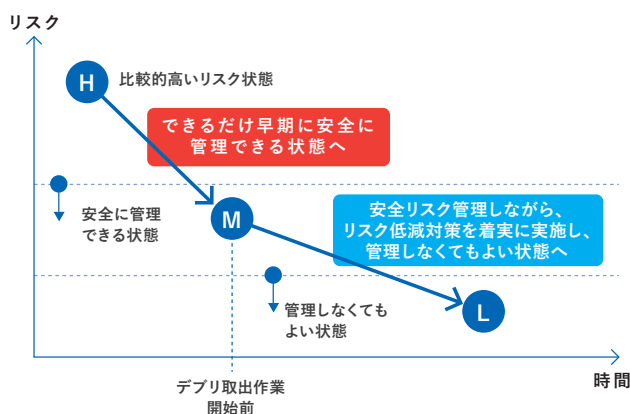 リスク
H
比較的高いリスク状態
できるだけ早期に安全に
管理できる状態へ
安全に管理
できる状態
M
安全リスク管理しながら、
リスク低減対策を着実に実施し、
管理しなくてもよい状態へ
管理しなくても
よい状態
L
時間
デブリ取出作業
開始前